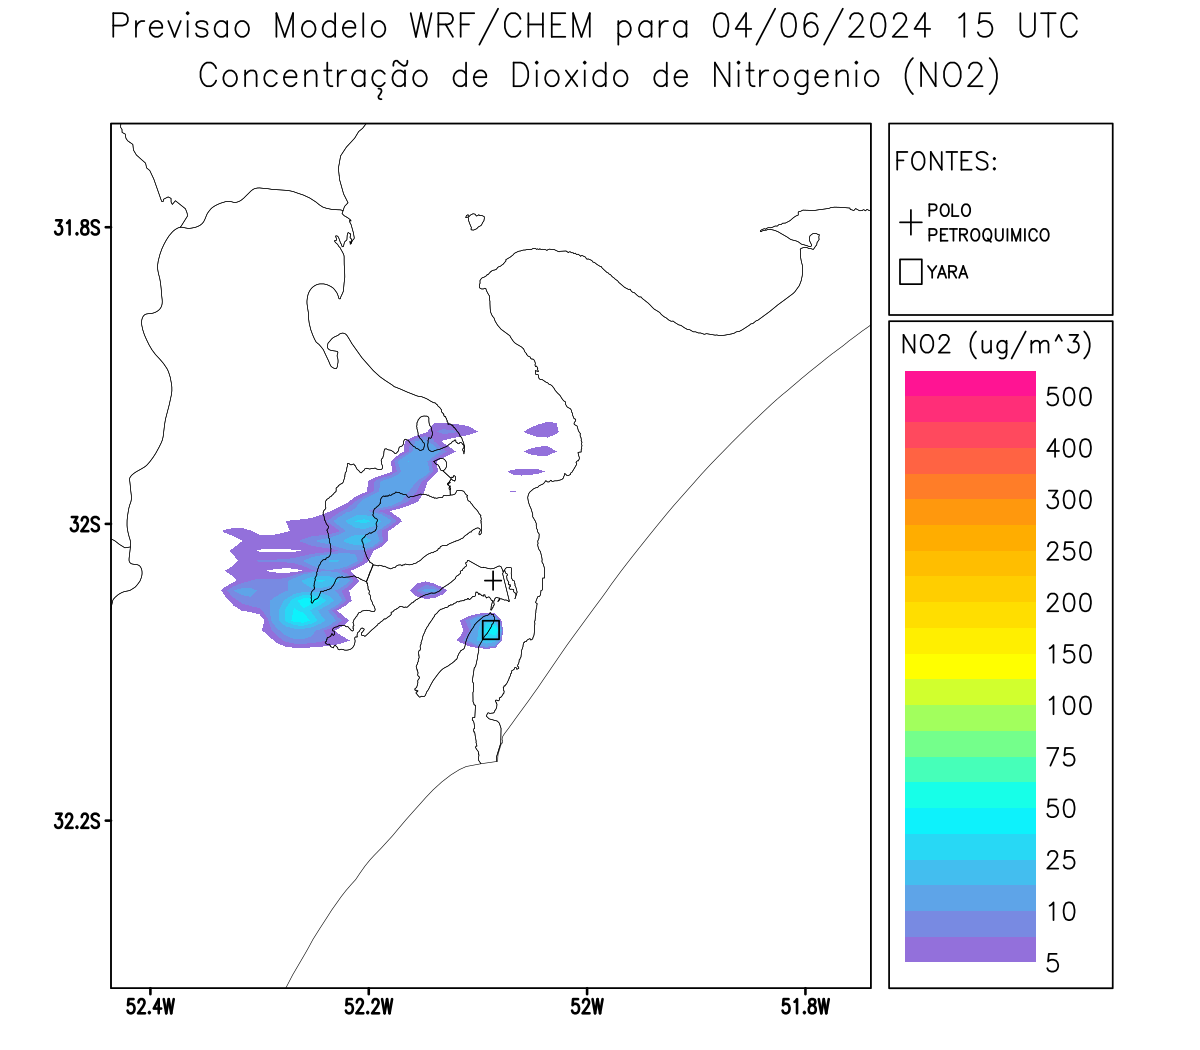 Previsao Modelo WRF/CHEM para 04/06/2024 15 UTC
Concentração de Dioxido de Nitrogenio (NO2)
FONTES:
POLO
PETROQUIMICO
YARA
NO2 (ug/m^3)
500
400
300
250
200
150
100
75
50
25
10
5
31.8S
32S
32.2S
52.4W
52.2W
52W
51.8W